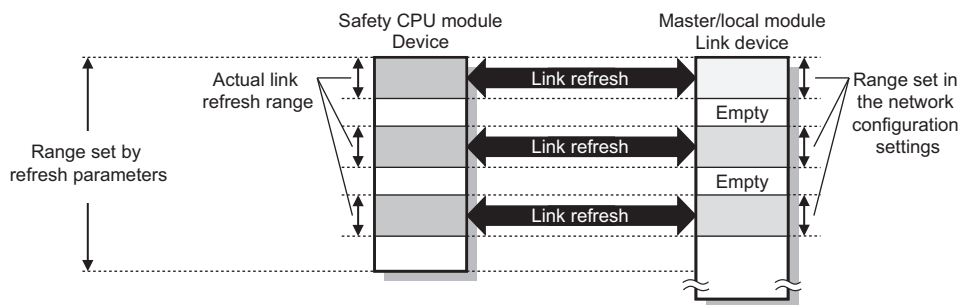 Safety CPU module
Device
Master/local module
Link device
Actual link
refresh range
Range set by
refresh parameters
Link refresh
Empty
Link refresh
Empty
Link refresh
Range set in
the network
configuration
settings